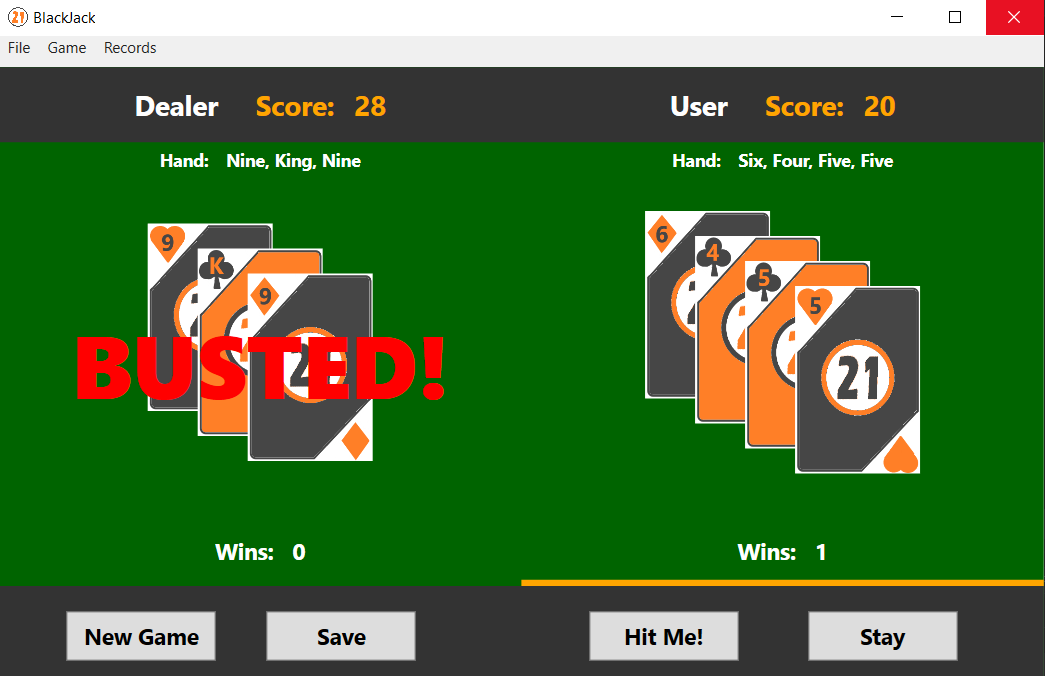 21 BlackJack
File Game Records
Dealer Score: 28
User Score: 20
Hand: Nine, King, Nine
Hand: Six, Four, Five, Five
9
K
9
2
BUSTED!
6
4
5
5
21
Wins: 0
Wins: 1
New Game
Save
Hit Me!
Stay